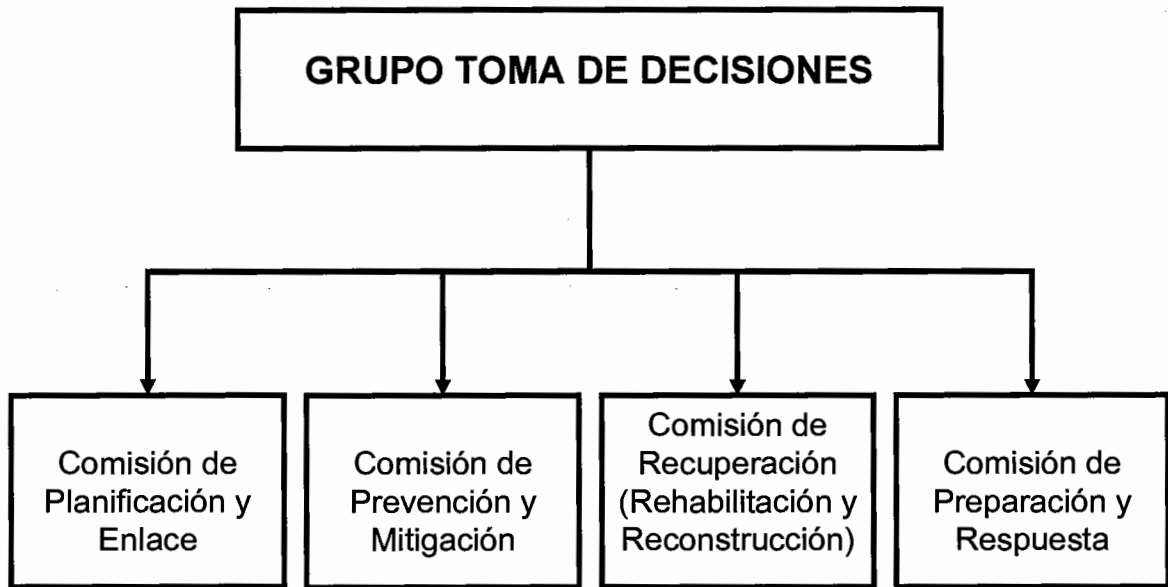 GRUPO TOMA DE DECISIONES
Comisión de
Planificación y
Enlace
Comisión de
Prevención y
Mitigación
Comisión de
Recuperación
(Rehabilitación y
Reconstrucción)
Comisión de
Preparación y
Respuesta